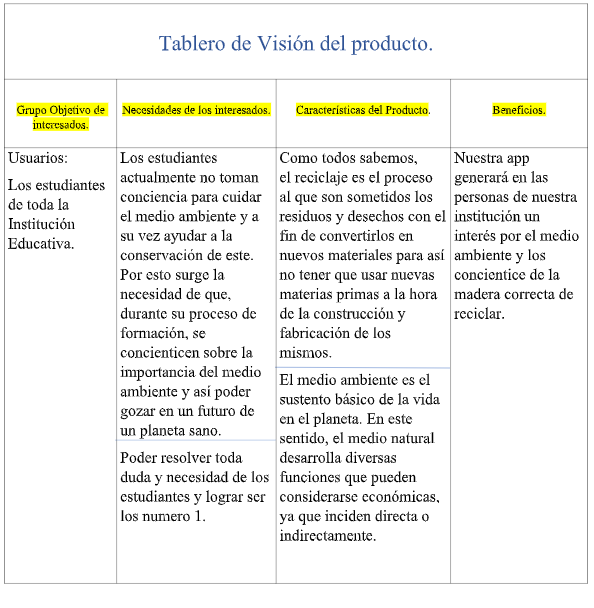 Tablero de Visión del producto.
Grupo Objetivo de
interesados.
Necesidades de los interesados.
Características del Producto.
Beneficios.
Usuarios:
Los estudiantes
de toda la
Institución
Educativa.
Los estudiantes
actualmente no toman
conciencia para cuidar
el medio ambiente y a
su vez ayudar a la
conservación de este.
Por esto surge la
necesidad de que,
durante su proceso de
formación, se
concienticen sobre la
importancia del medio
ambiente y así poder
gozar en un futuro de
un planeta sano.
Poder resolver toda
duda y necesidad de los
estudiantes y lograr ser
los numero 1.
Como todos sabemos,
el reciclaje es el proceso
al que son sometidos los
residuos y desechos con el
fin de convertirlos en
nuevos materiales para así
no tener que usar nuevas
materias primas a la hora
de la construcción y
fabricación de los
mismos.
El medio ambiente es el
sustento básico de la vida
en el planeta. En este
sentido, el medio natural
desarrolla diversas
funciones que pueden
considerarse económicas,
ya que inciden directa o
indirectamente.
Nuestra app
generará en las
personas de nuestra
institución un
interés por el medio
ambiente y los
concientice de la
madera correcta de
reciclar.